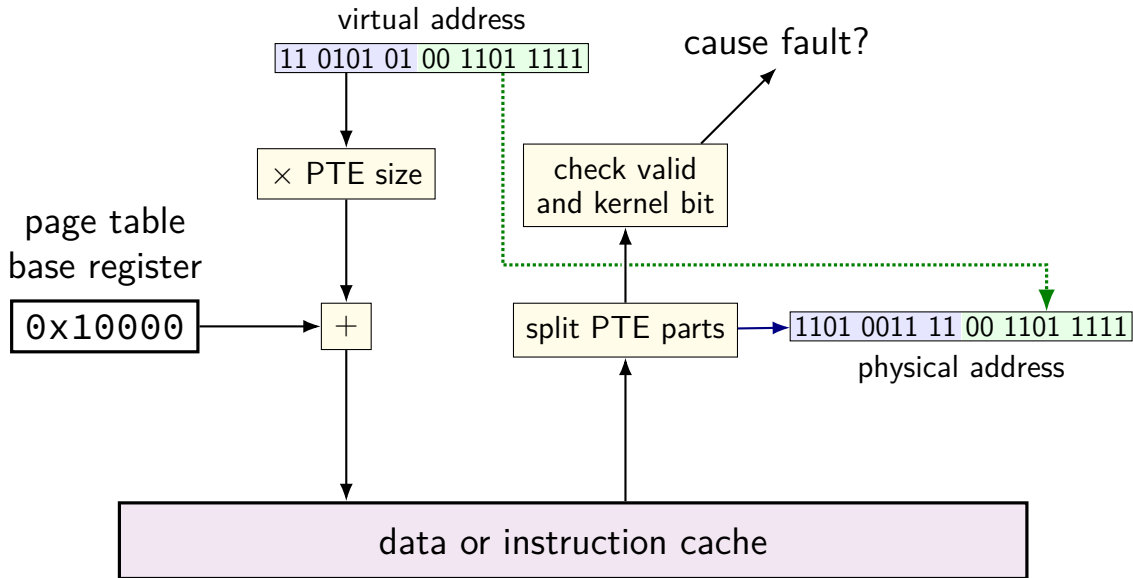 virtual address
11 0101 01 00 1101 1111
cause fault?
× PTE size
check valid
and kernel bit
page table
base register
0x10000
+
split PTE parts
1101 0011 11 00 1101 1111
physical address
data or instruction cache